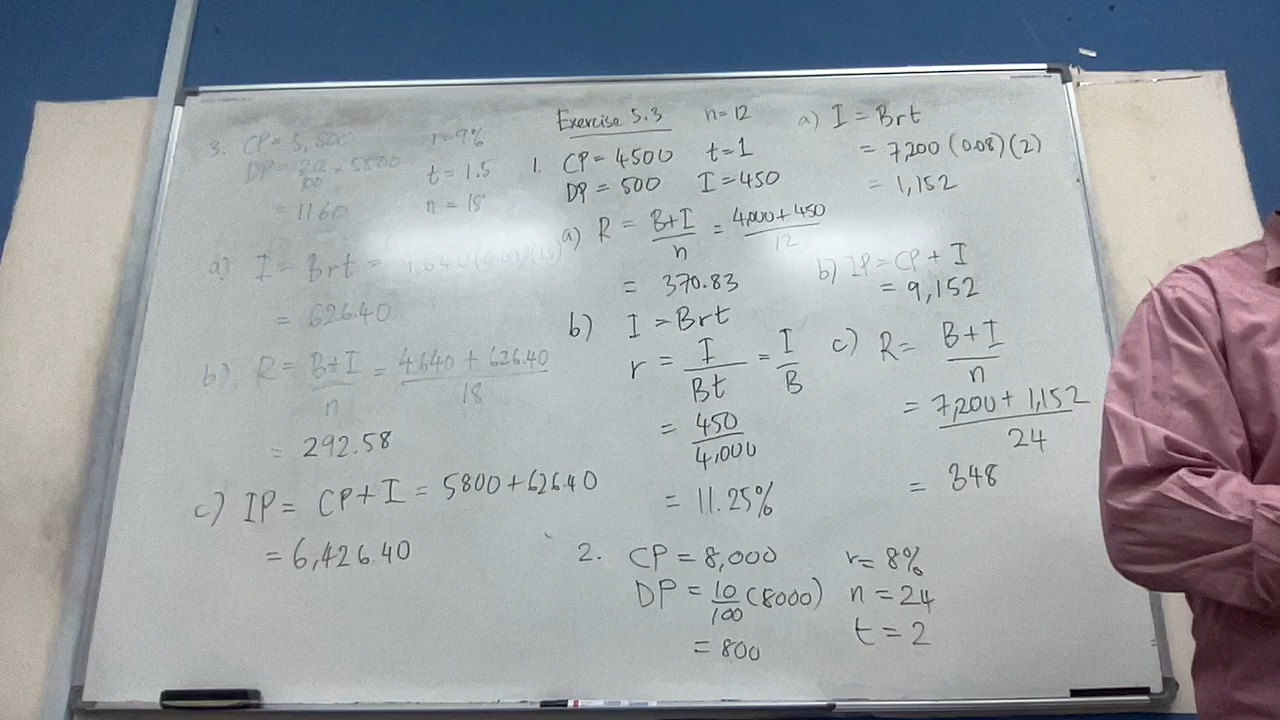 3. CP = 5,800 r = 9%
DP = 20/100 × 5800 t = 1.5
= 1160 n = 18
a) I = Brt = 4,640 (0.09)(1.5)
= 626.40
b) R = B+I/n = 4640 + 626.40/18
= 292.58
c) IP = CP + I = 5800 + 626.40
= 6,426.40
Exercise 5.3 n = 12
1. CP = 4500 t = 1
DP = 500 I = 450
a) R = B+I/n = 4,000 + 450/12
= 370.83
b) I = Brt
r = I/Bt = I/B
= 450/4,000
= 11.25%
2. CP = 8,000 r = 8%
DP = 10/100 (8000) n = 24
= 800 t = 2
a) I = Brt
= 7,200 (0.08)(2)
= 1,152
b) IP = CP + I
= 9,152
c) R = B + I/n
= 7,200 + 1,152/24
= 348